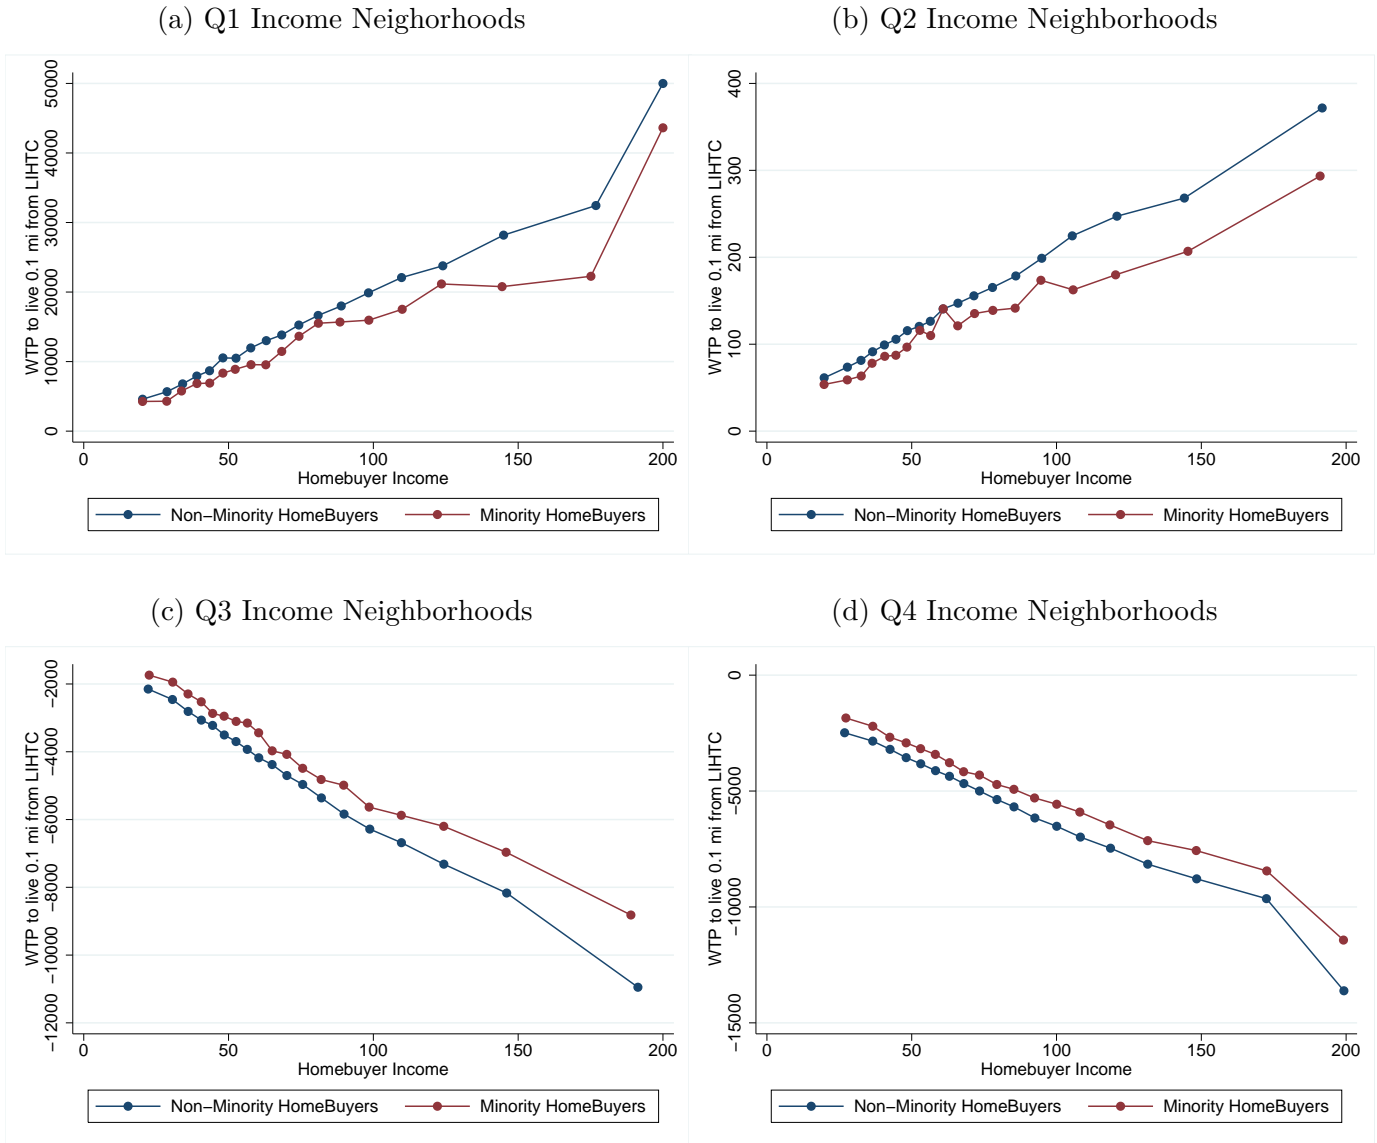 (a) Q1 Income Neighorhoods
WTP to live 0.1 mi from LIHTC
50000
40000
30000
20000
10000
0
0 50 100 150 200
Homebuyer Income
Non−Minority HomeBuyers Minority HomeBuyers
(b) Q2 Income Neighborhoods
WTP to live 0.1 mi from LIHTC
400
300
200
100
0
0 50 100 150 200
Homebuyer Income
Non−Minority HomeBuyers Minority HomeBuyers
(c) Q3 Income Neighborhoods
WTP to live 0.1 mi from LIHTC
−2000
−4000
−6000
−8000
−10000
−12000
0 50 100 150 200
Homebuyer Income
Non−Minority HomeBuyers Minority HomeBuyers
(d) Q4 Income Neighborhoods
WTP to live 0.1 mi from LIHTC
0
−5000
−10000
−15000
0 50 100 150 200
Homebuyer Income
Non−Minority HomeBuyers Minority HomeBuyers